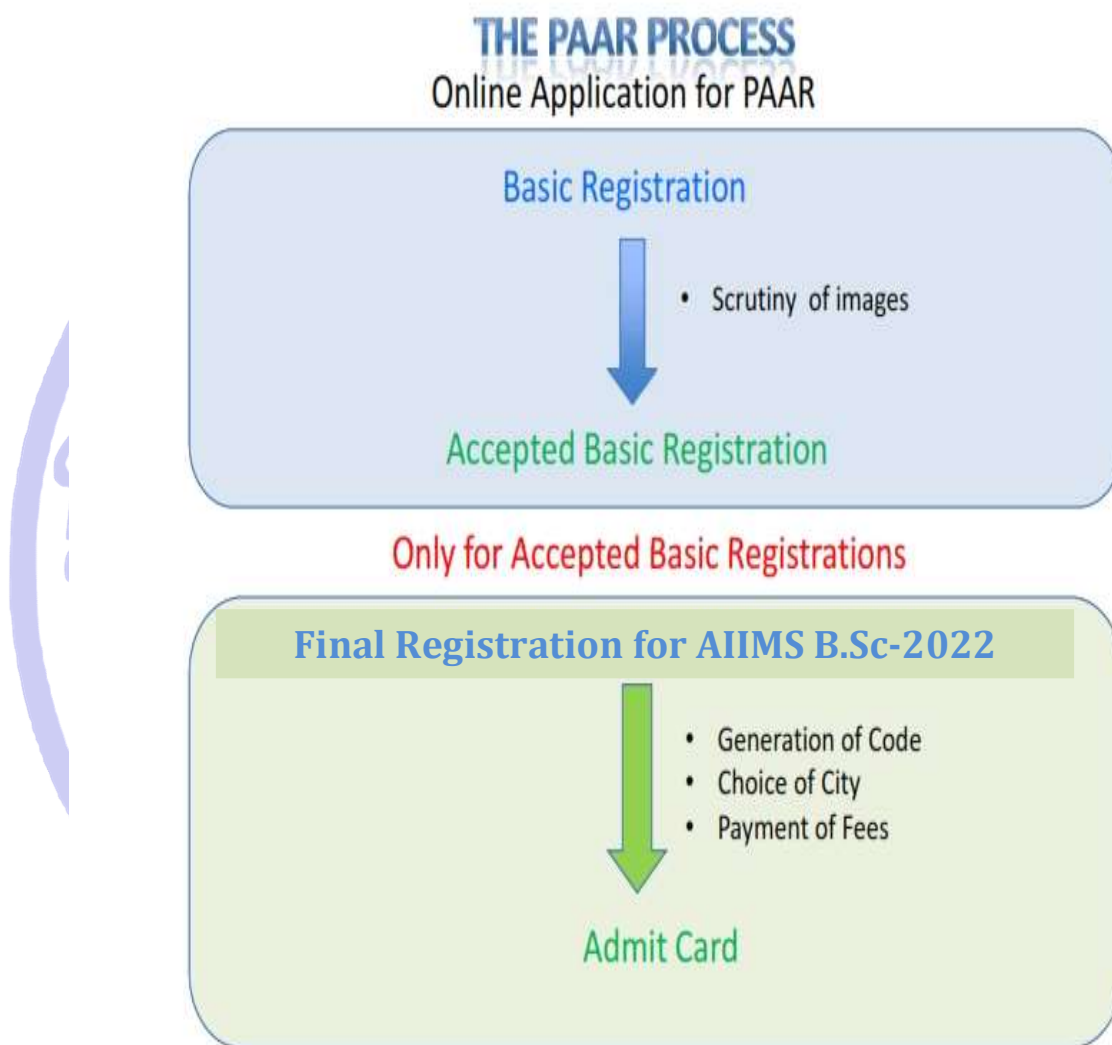 THE PAAR PROCESS
Online Application for PAAR
Basic Registration
• Scrutiny of images
Accepted Basic Registration
Only for Accepted Basic Registrations
Final Registration for AIIMS B.Sc-2022
• Generation of Code
• Choice of City
• Payment of Fees
Admit Card